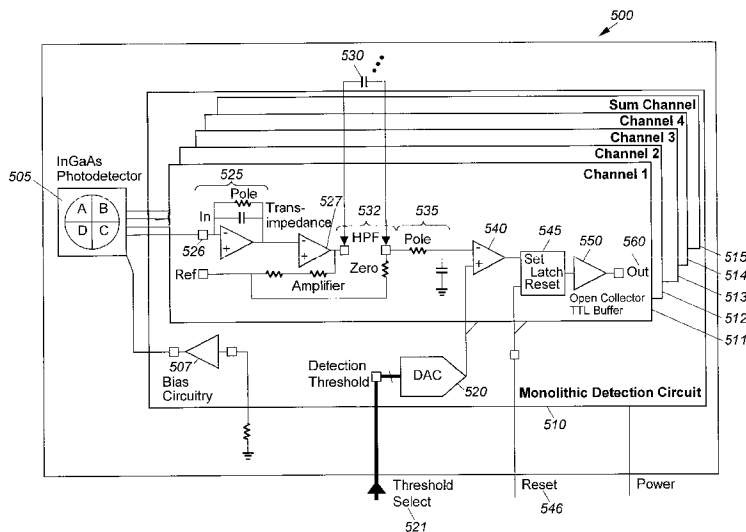 500
530
Sum Channel
Channel 4
Channel 3
Channel 2
Channel 1
InGaAs
Photodetector
505
A B
D C
525
Pole
In
Trans-
impedance
527
532
535
HPF
Pole
540
545
550
560
526
Set
Latch
Reset
Out
Ref
Amplifier
Zero
Open Collector
TTL Buffer
515
514
513
512
511
507
Bias
Circuitry
Detection
Threshold
DAC
520
Monolithic Detection Circuit
510
Threshold
Select
521
Reset
546
Power